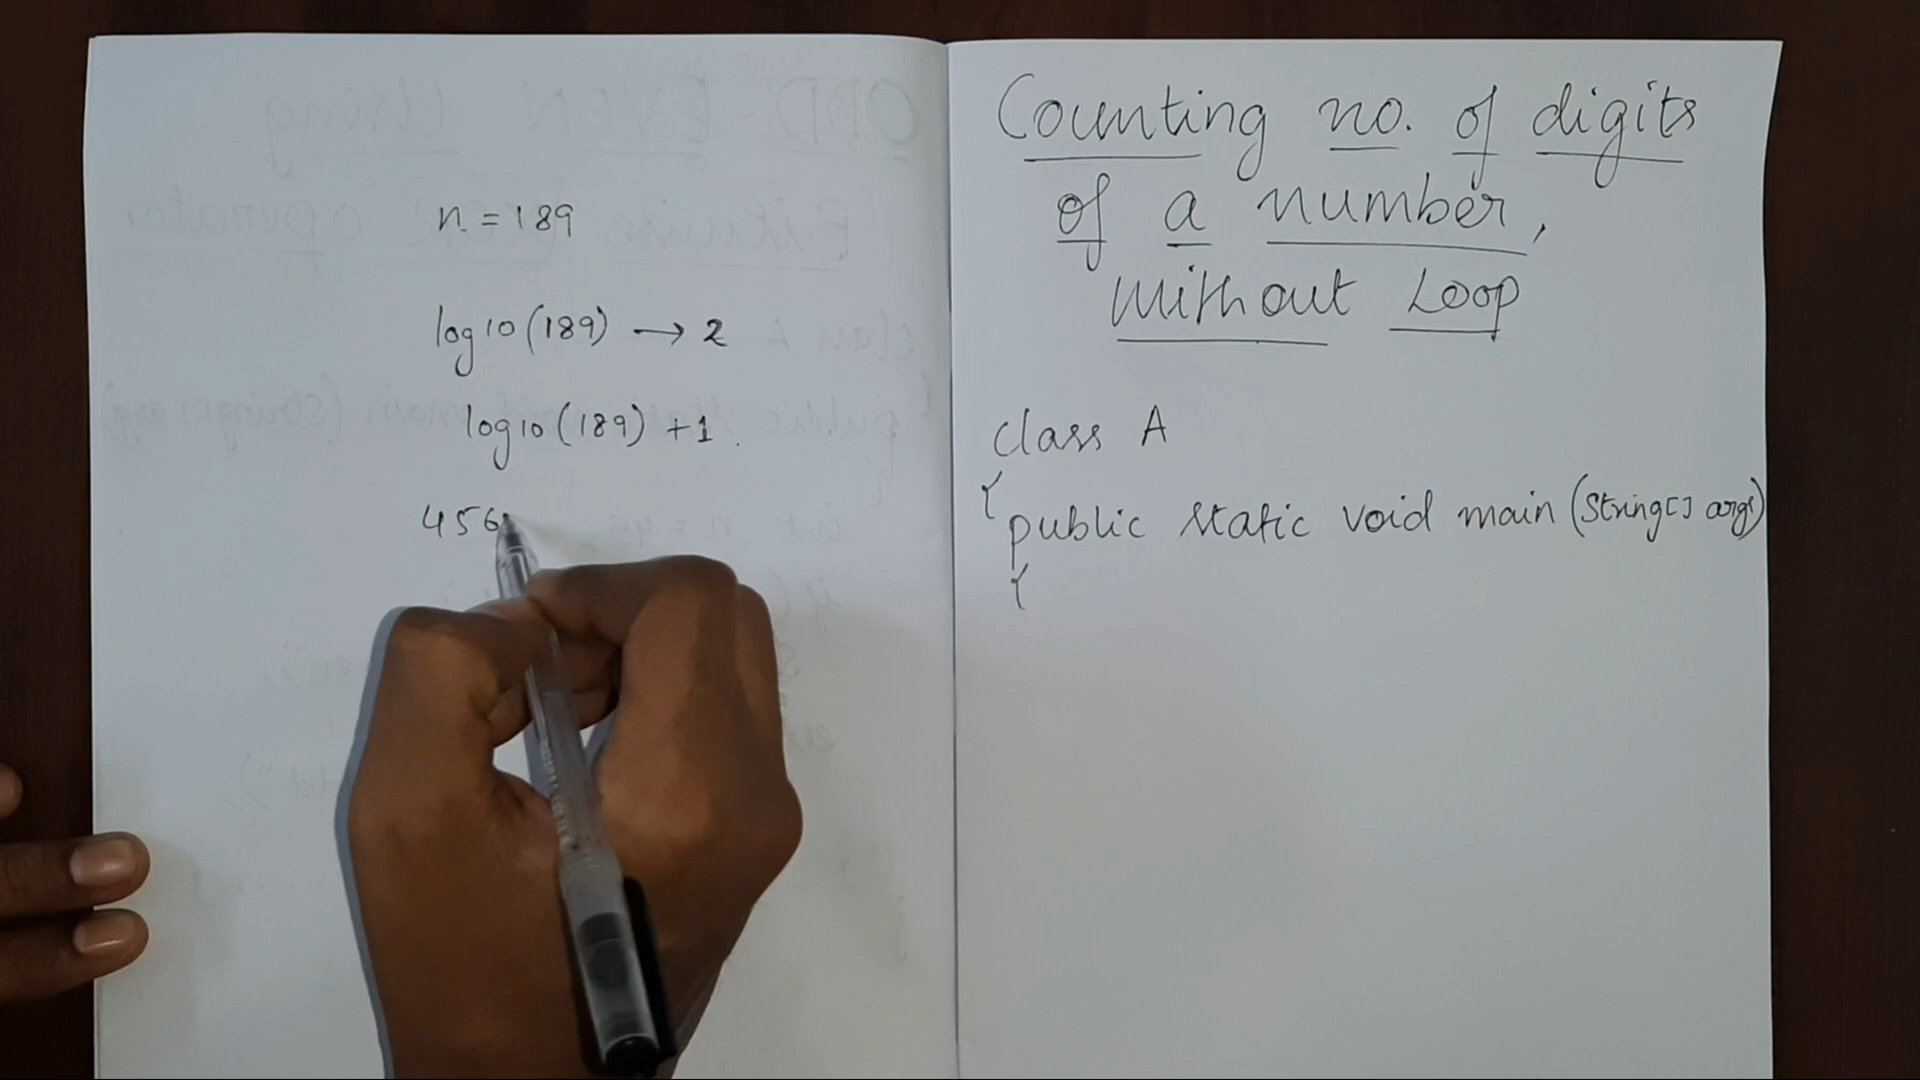 n = 189
log10(189) → 2
log10(189) + 1.
456
Counting no. of digits
of a number,
without Loop
class A
{
public static void main (String[] args)
{